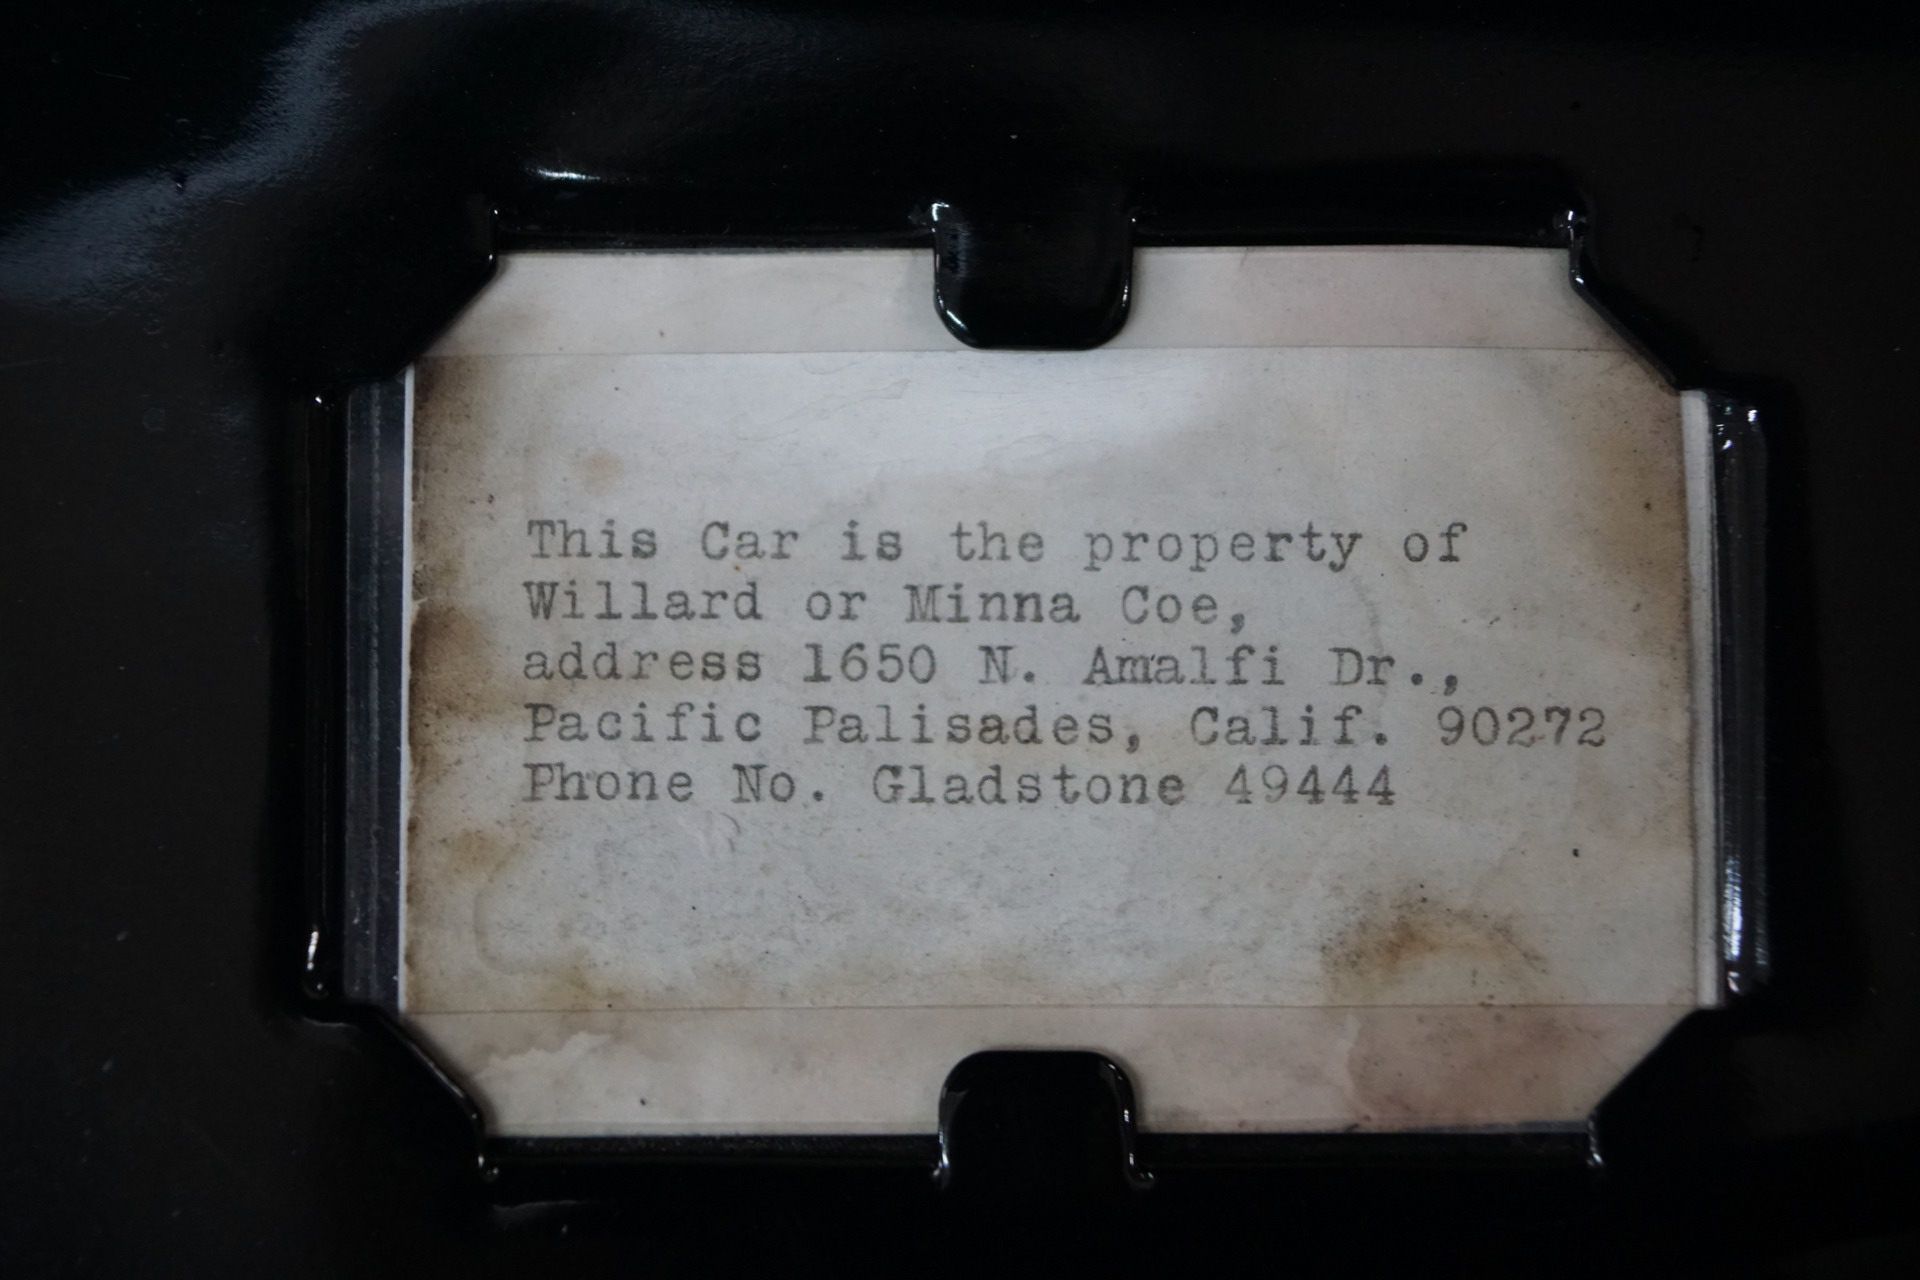 This Car is the property of
Willard or Minna Coe,
address 1650 N. Amalfi Dr.,
Pacific Palisades, Calif. 90272
Phone No. Gladstone 49444